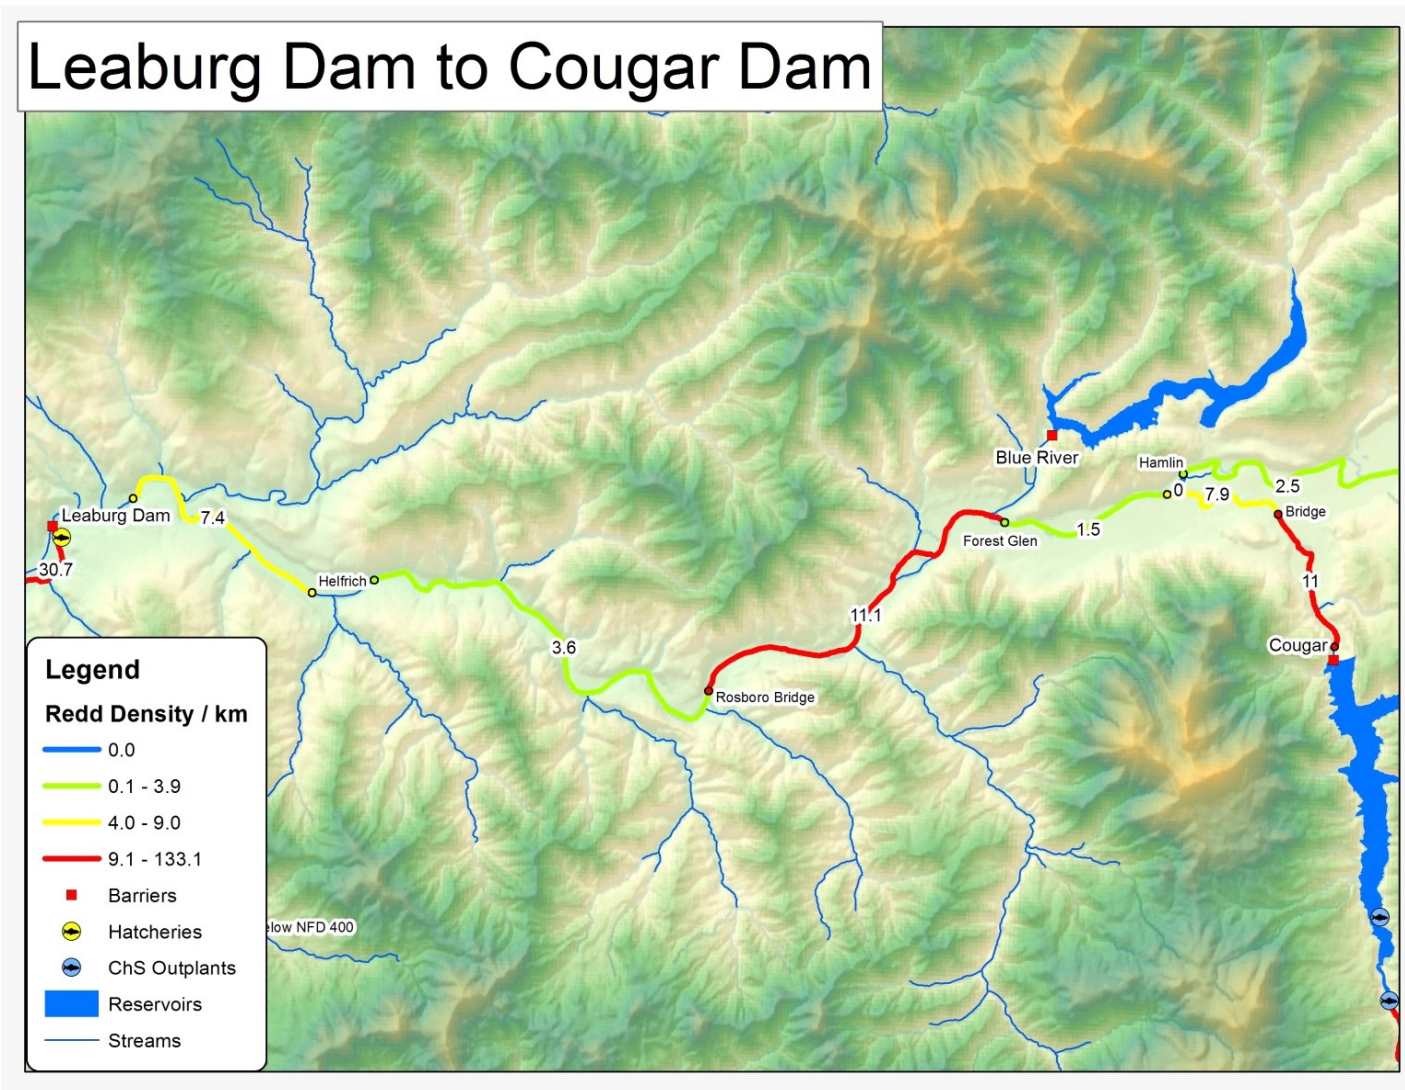 Leaburg Dam to Cougar Dam
Blue River
Hamlin
0
7.9
2.5
Bridge
Leaburg Dam
7.4
Forest Glen
1.5
30.7
Helfrich
11
11.1
3.6
Cougar
Rosboro Bridge
Legend
Redd Density / km
0.0
0.1 - 3.9
4.0 - 9.0
9.1 - 133.1
Barriers
Hatcheries
ChS Outplants
Reservoirs
Streams
elow NFD 400